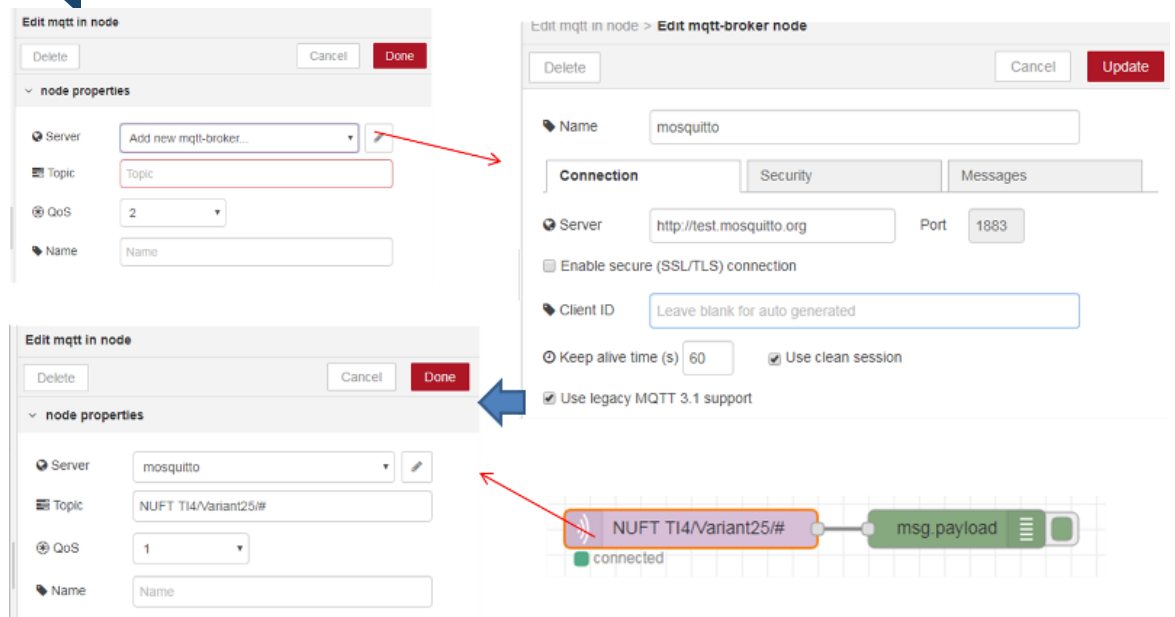 Edit mqtt in node
Delete Cancel Done
node properties
Server Add new mqtt-broker...
Topic Topic
QoS 2
Name Name
Edit mqtt in node > Edit mqtt-broker node
Delete Cancel Update
Name mosquitto
Connection Security Messages
Server http://test.mosquitto.org Port 1883
Enable secure (SSL/TLS) connection
Client ID Leave blank for auto generated
Keep alive time (s) 60 Use clean session
Use legacy MQTT 3.1 support
Edit mqtt in node
Delete Cancel Done
node properties
Server mosquitto
Topic NUFT TI4/Variant25/#
QoS 1
Name Name
NUFT TI4/Variant25/# msg.payload
connected